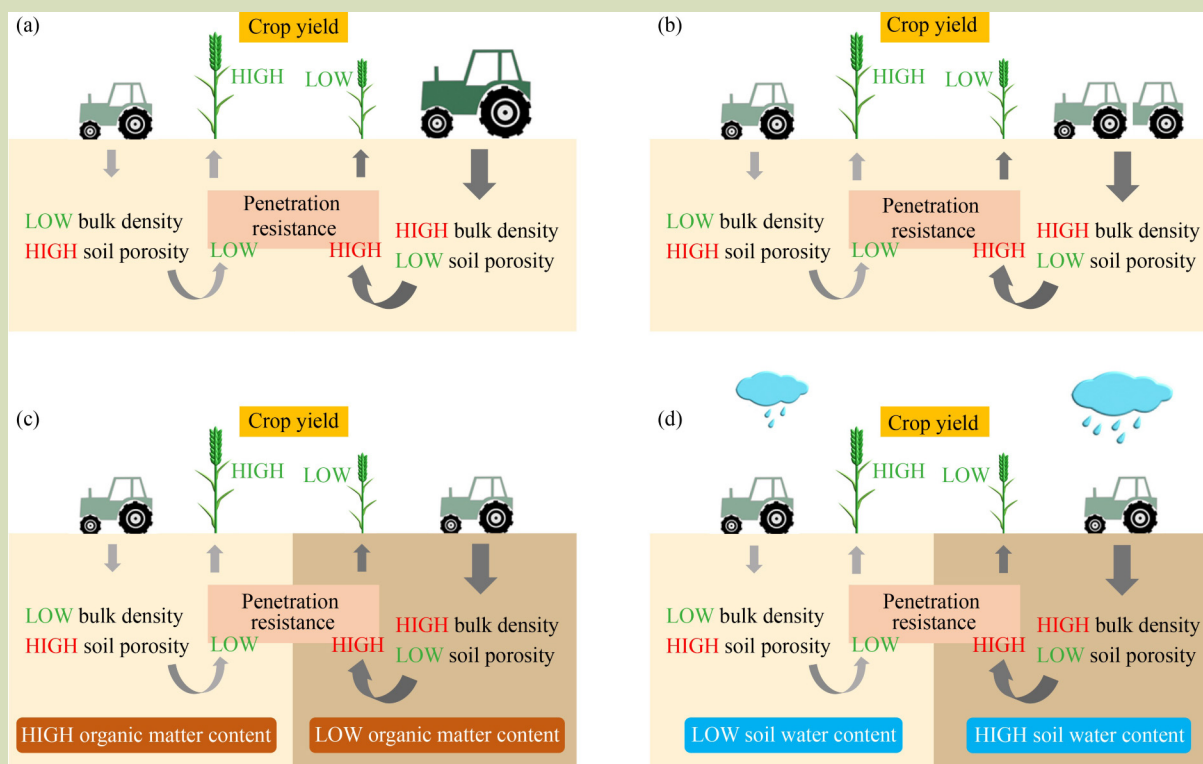 (a)
Crop yield
HIGH
LOW
Penetration
resistance
LOW bulk density
HIGH soil porosity
LOW
HIGH
HIGH bulk density
LOW soil porosity
(b)
Crop yield
HIGH
LOW
Penetration
resistance
LOW bulk density
HIGH soil porosity
LOW
HIGH
HIGH bulk density
LOW soil porosity
(c)
Crop yield
HIGH
LOW
Penetration
resistance
LOW bulk density
HIGH soil porosity
LOW
HIGH
HIGH bulk density
LOW soil porosity
HIGH organic matter content
LOW organic matter content
(d)
Crop yield
HIGH
LOW
Penetration
resistance
LOW bulk density
HIGH soil porosity
LOW
HIGH
HIGH bulk density
LOW soil porosity
LOW soil water content
HIGH soil water content